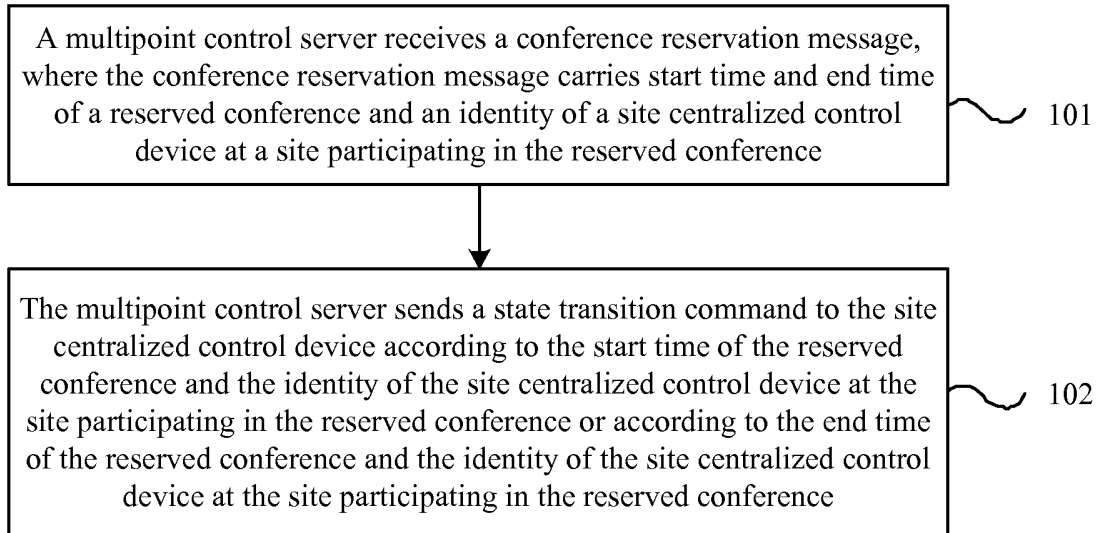 A multipoint control server receives a conference reservation message,
where the conference reservation message carries start time and end time
of a reserved conference and an identity of a site centralized control
device at a site participating in the reserved conference
101
The multipoint control server sends a state transition command to the site
centralized control device according to the start time of the reserved
conference and the identity of the site centralized control device at the
site participating in the reserved conference or according to the end time
of the reserved conference and the identity of the site centralized control
device at the site participating in the reserved conference
102